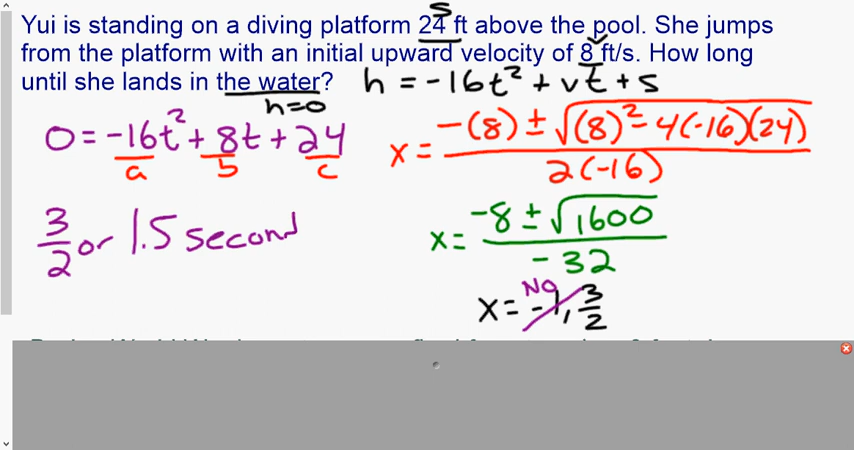 Yui is standing on a diving platform 24 ft above the pool. She jumps
from the platform with an initial upward velocity of 8 ft/s. How long
until she lands in the water?
s
v
h = -16t² + vt + s
h=0
0 = -16t² + 8t + 24
a b c
x = \frac{-(8) ± √((8)² - 4(-16)(24))}{2(-16)}
3/2 or 1.5 second
x = \frac{-8 ± √1600}{-32}
NO
x = -1, 3/2